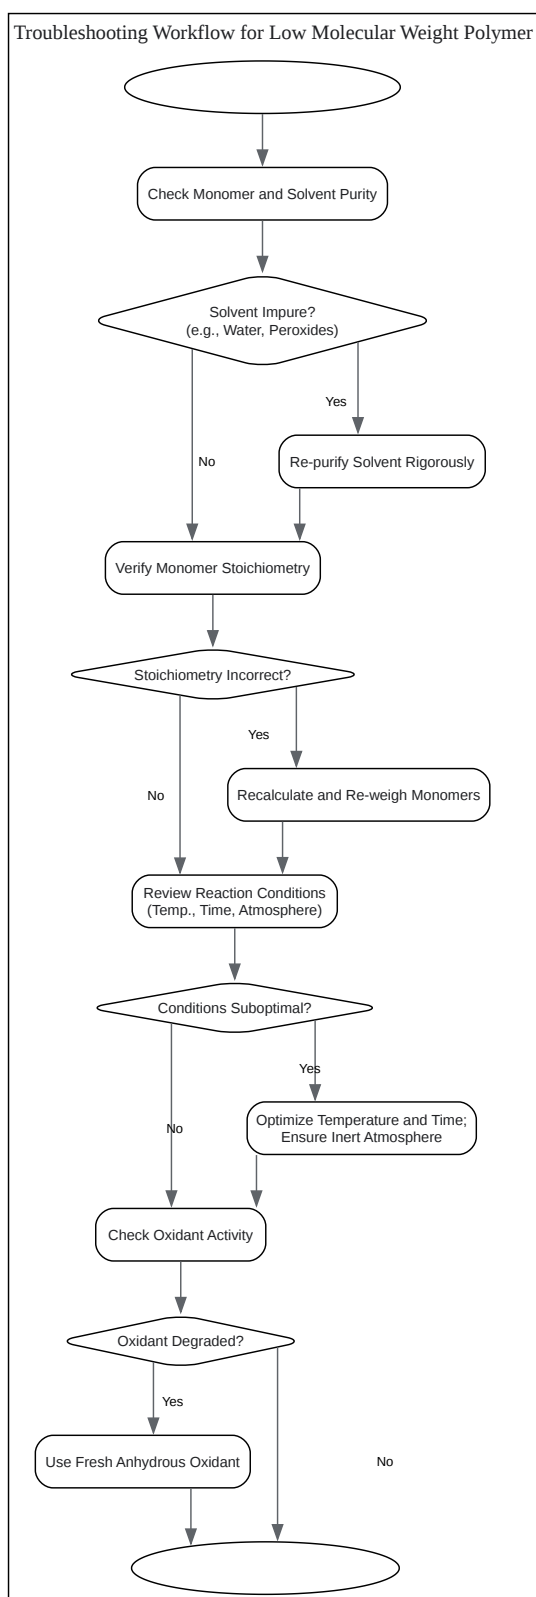 Troubleshooting Workflow for Low Molecular Weight Polymer
Check Monomer and Solvent Purity
Solvent Impure?
(e.g., Water, Peroxides)
Yes
No
Re-purify Solvent Rigorously
Verify Monomer Stoichiometry
Stoichiometry Incorrect?
Yes
No
Recalculate and Re-weigh Monomers
Review Reaction Conditions
(Temp., Time, Atmosphere)
Conditions Suboptimal?
Yes
No
Optimize Temperature and Time;
Ensure Inert Atmosphere
Check Oxidant Activity
Oxidant Degraded?
Yes
No
Use Fresh Anhydrous Oxidant